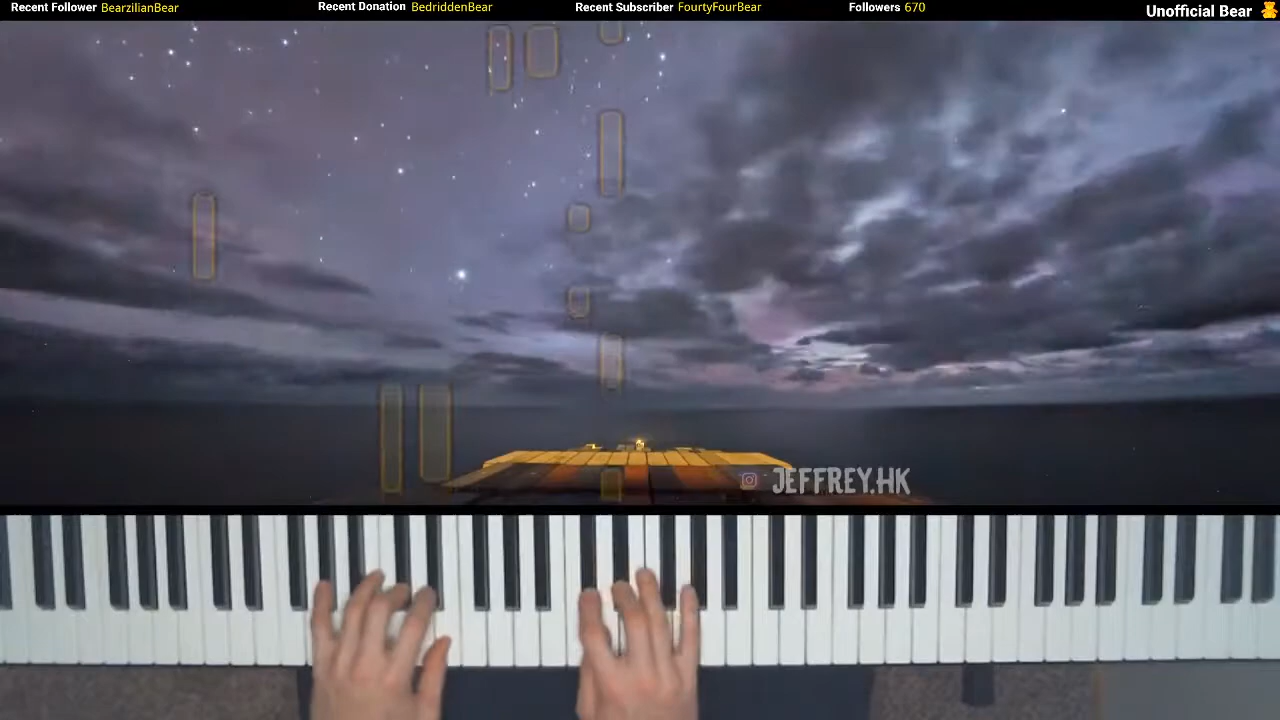 Recent Follower BearzilianBear
Recent Donation BedriddenBear
Recent Subscriber FourtyFourBear
Followers 670
Unofficial Bear
JEFFREY.HK